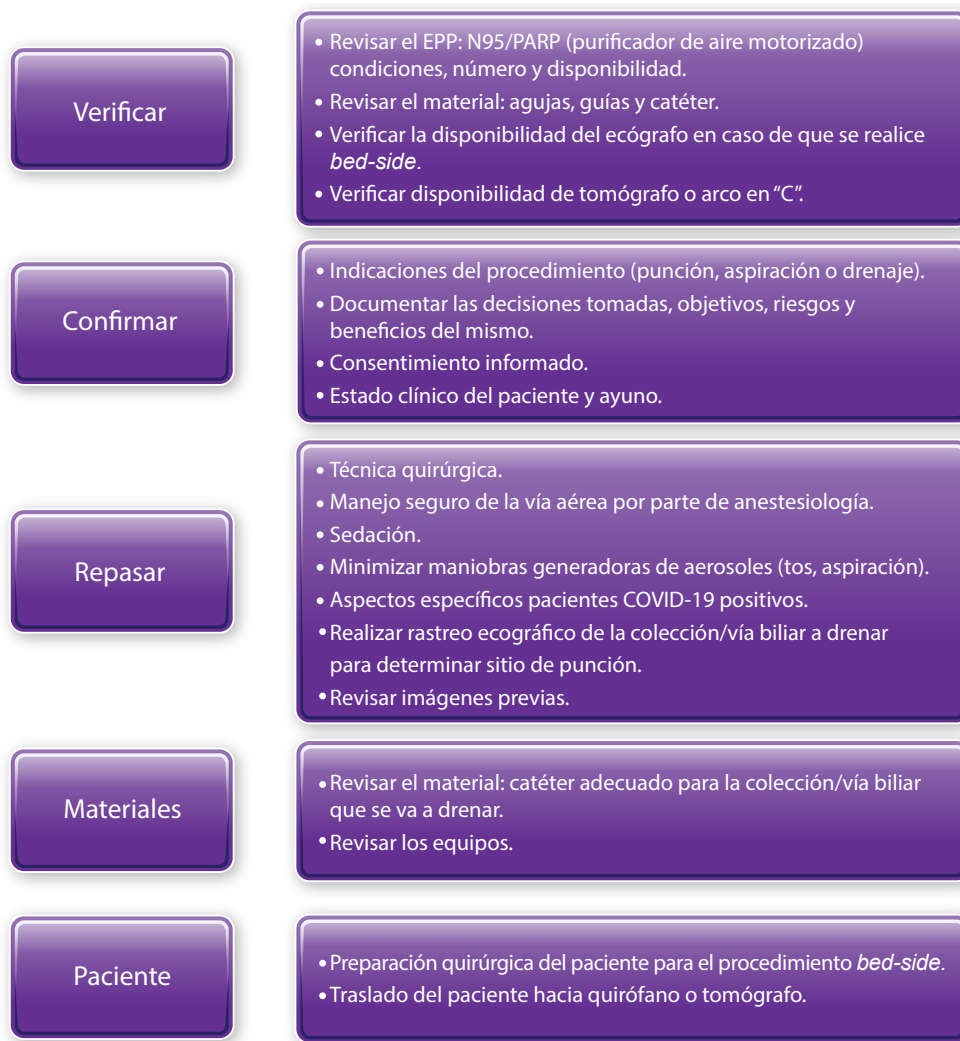 Verificar
• Revisar el EPP: N95/PARP (purificador de aire motorizado)
condiciones, número y disponibilidad.
• Revisar el material: agujas, guías y catéter.
• Verificar la disponibilidad del ecógrafo en caso de que se realice
bed-side.
• Verificar disponibilidad de tomógrafo o arco en “C”.
Confirmar
• Indicaciones del procedimiento (punción, aspiración o drenaje).
• Documentar las decisiones tomadas, objetivos, riesgos y
beneficios del mismo.
• Consentimiento informado.
• Estado clínico del paciente y ayuno.
Repasar
• Técnica quirúrgica.
• Manejo seguro de la vía aérea por parte de anestesiología.
• Sedación.
• Minimizar maniobras generadoras de aerosoles (tos, aspiración).
• Aspectos específicos pacientes COVID-19 positivos.
• Realizar rastreo ecográfico de la colección/vía biliar a drenar
para determinar sitio de punción.
• Revisar imágenes previas.
Materiales
• Revisar el material: catéter adecuado para la colección/vía biliar
que se va a drenar.
• Revisar los equipos.
Paciente
• Preparación quirúrgica del paciente para el procedimiento bed-side.
• Traslado del paciente hacia quirófano o tomógrafo.